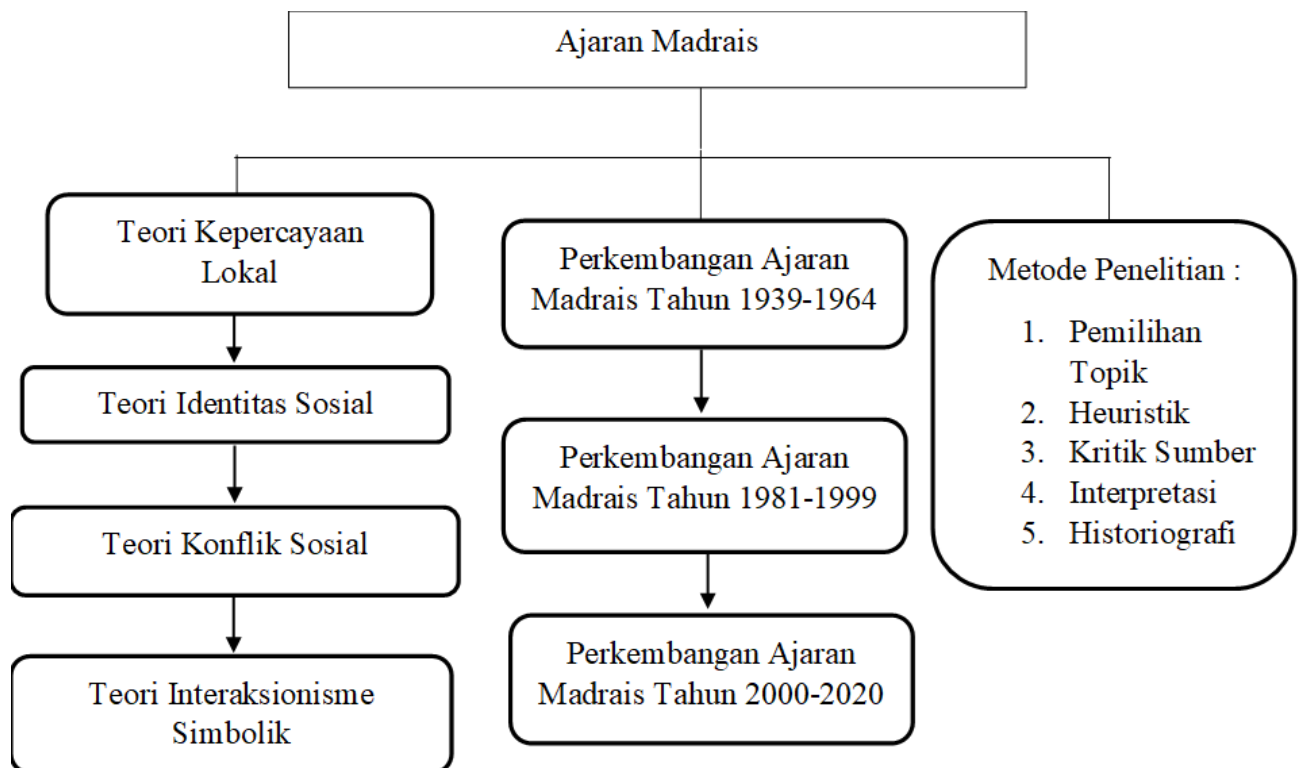 Ajaran Madrais
Teori Kepercayaan
Lokal
Teori Identitas Sosial
Teori Konflik Sosial
Teori Interaksionisme
Simbolik
Perkembangan Ajaran
Madrais Tahun 1939-1964
Perkembangan Ajaran
Madrais Tahun 1981-1999
Perkembangan Ajaran
Madrais Tahun 2000-2020
Metode Penelitian :
1. Pemilihan
Topik
2. Heuristik
3. Kritik Sumber
4. Interpretasi
5. Historiografi